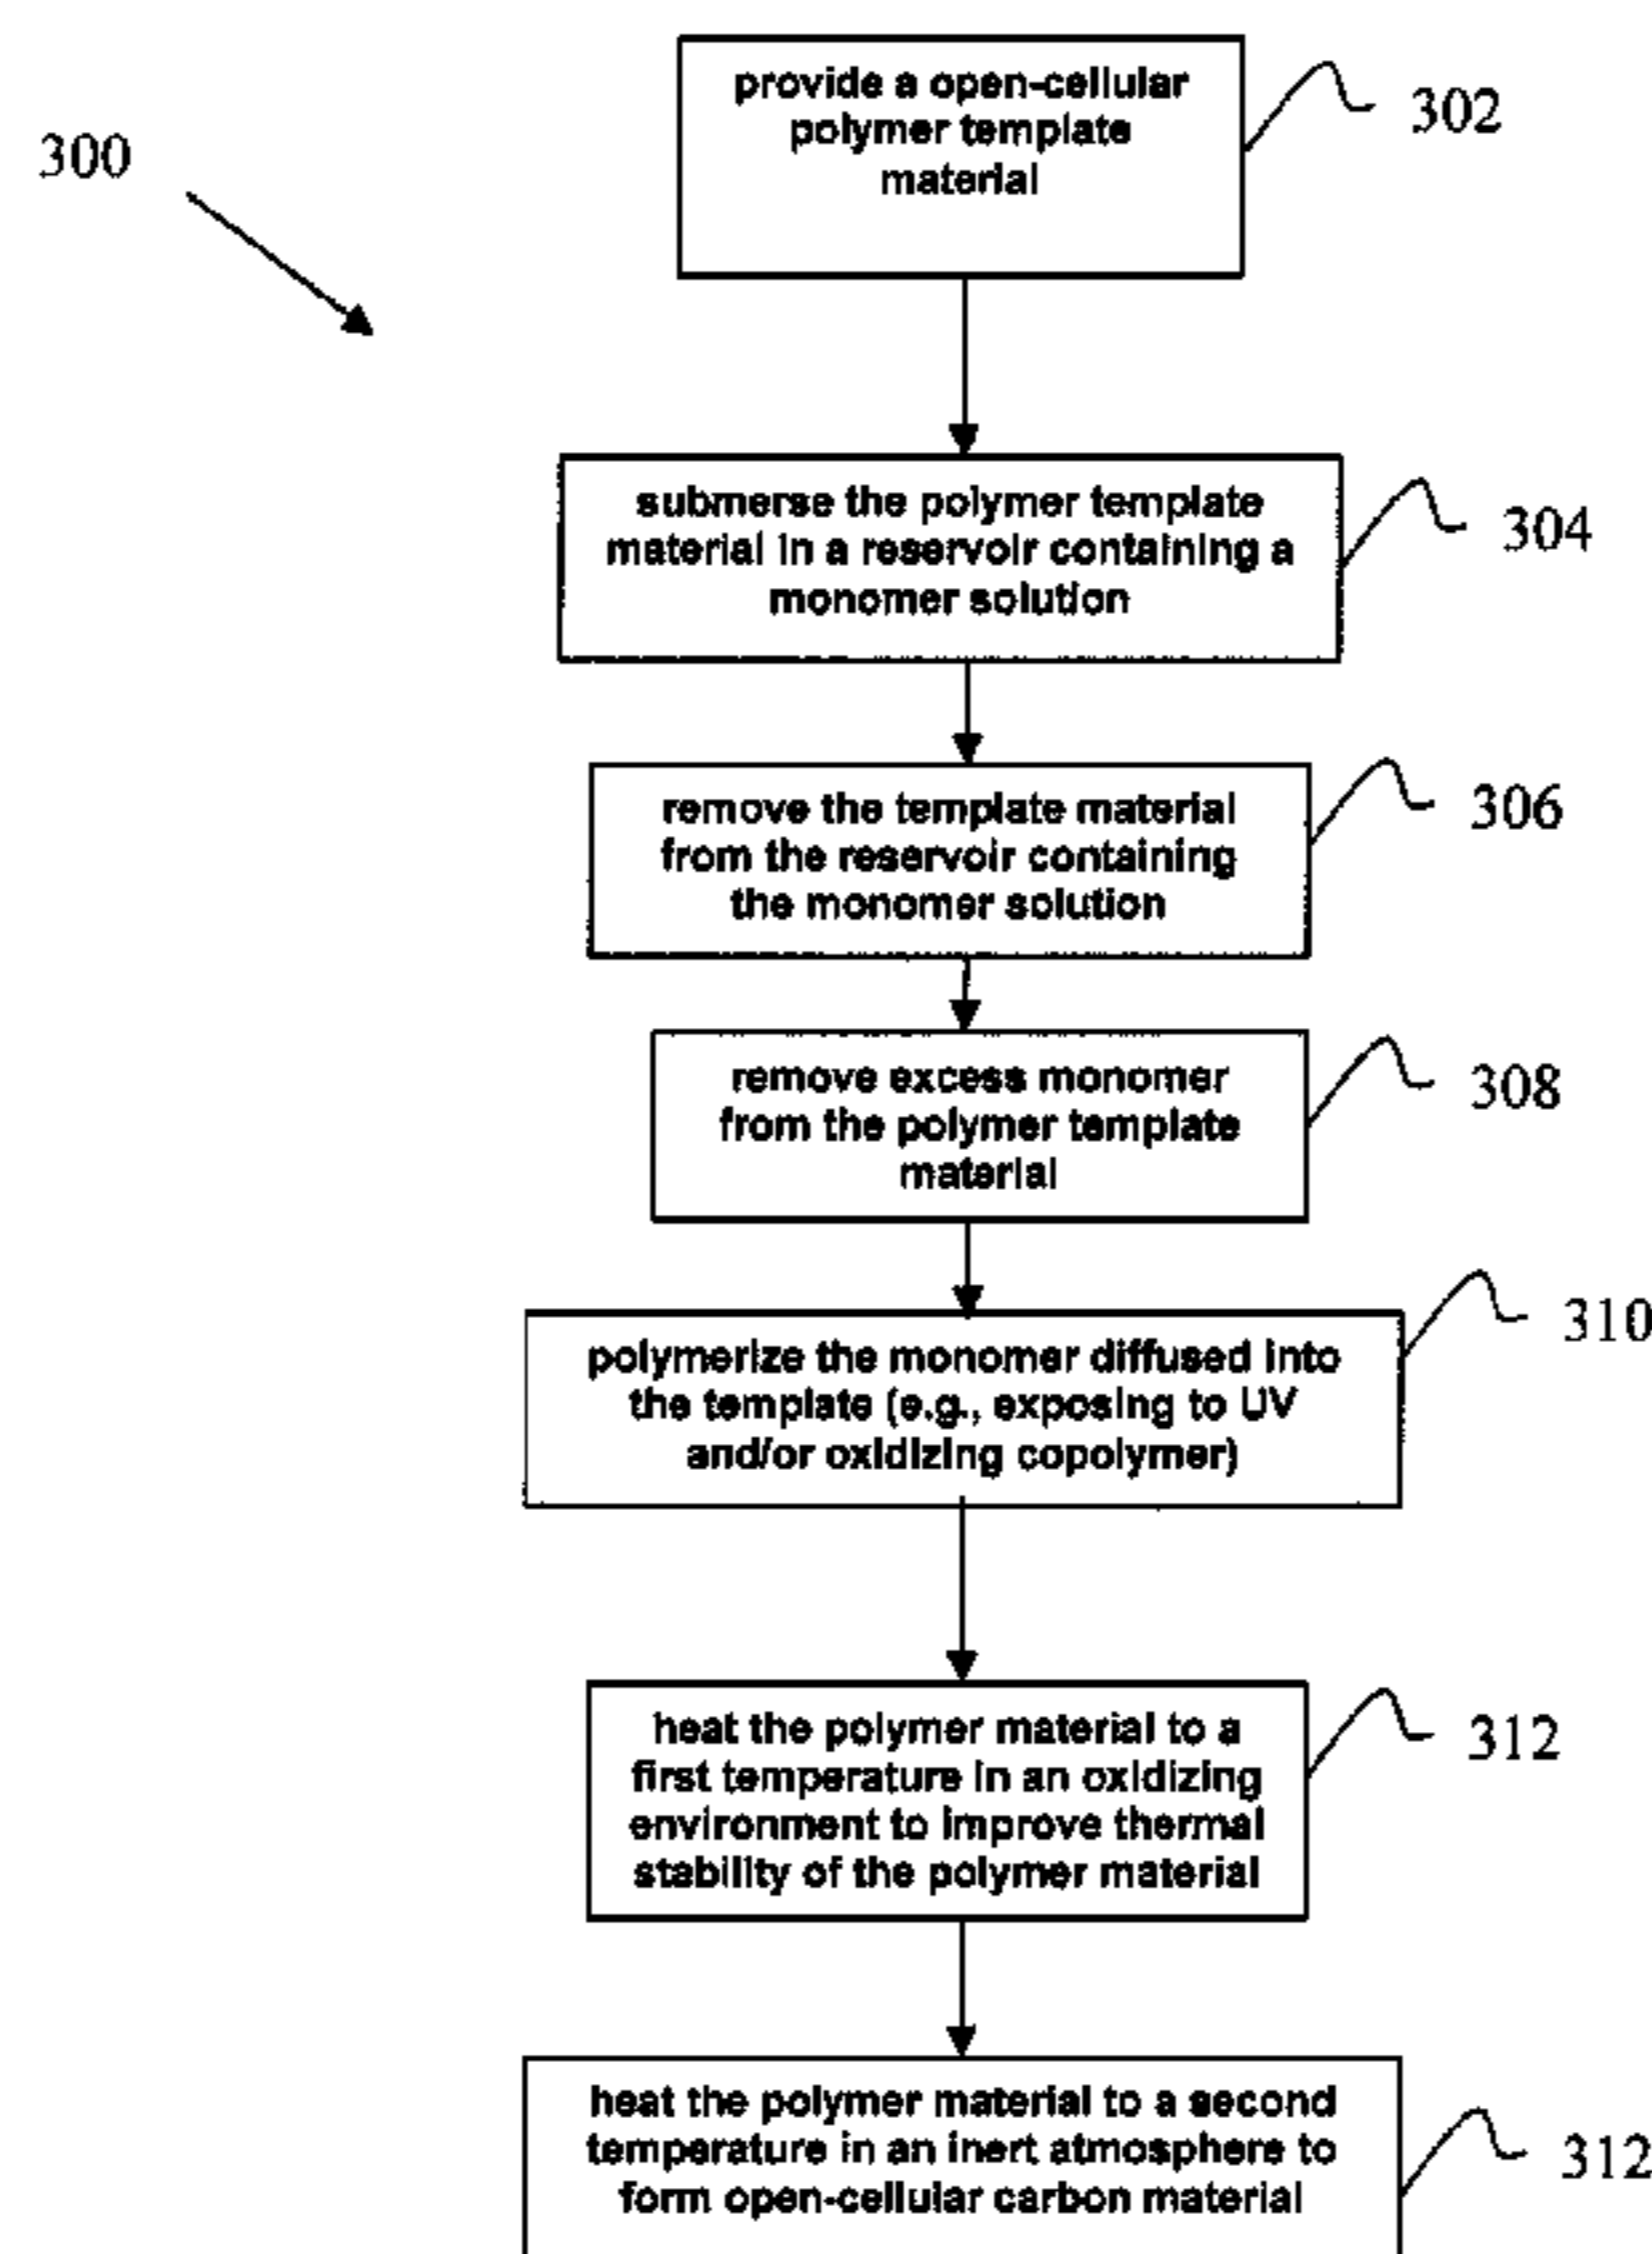 300
provide a open-cellular
polymer template
material
302
submerse the polymer template
material in a reservoir containing a
monomer solution
304
remove the template material
from the reservoir containing
the monomer solution
306
remove excess monomer
from the polymer template
material
308
polymerize the monomer diffused into
the template (e.g., exposing to UV
and/or oxidizing copolymer)
310
heat the polymer material to a
first temperature in an oxidizing
environment to improve thermal
stability of the polymer material
312
heat the polymer material to a second
temperature in an inert atmosphere to
form open-cellular carbon material
312